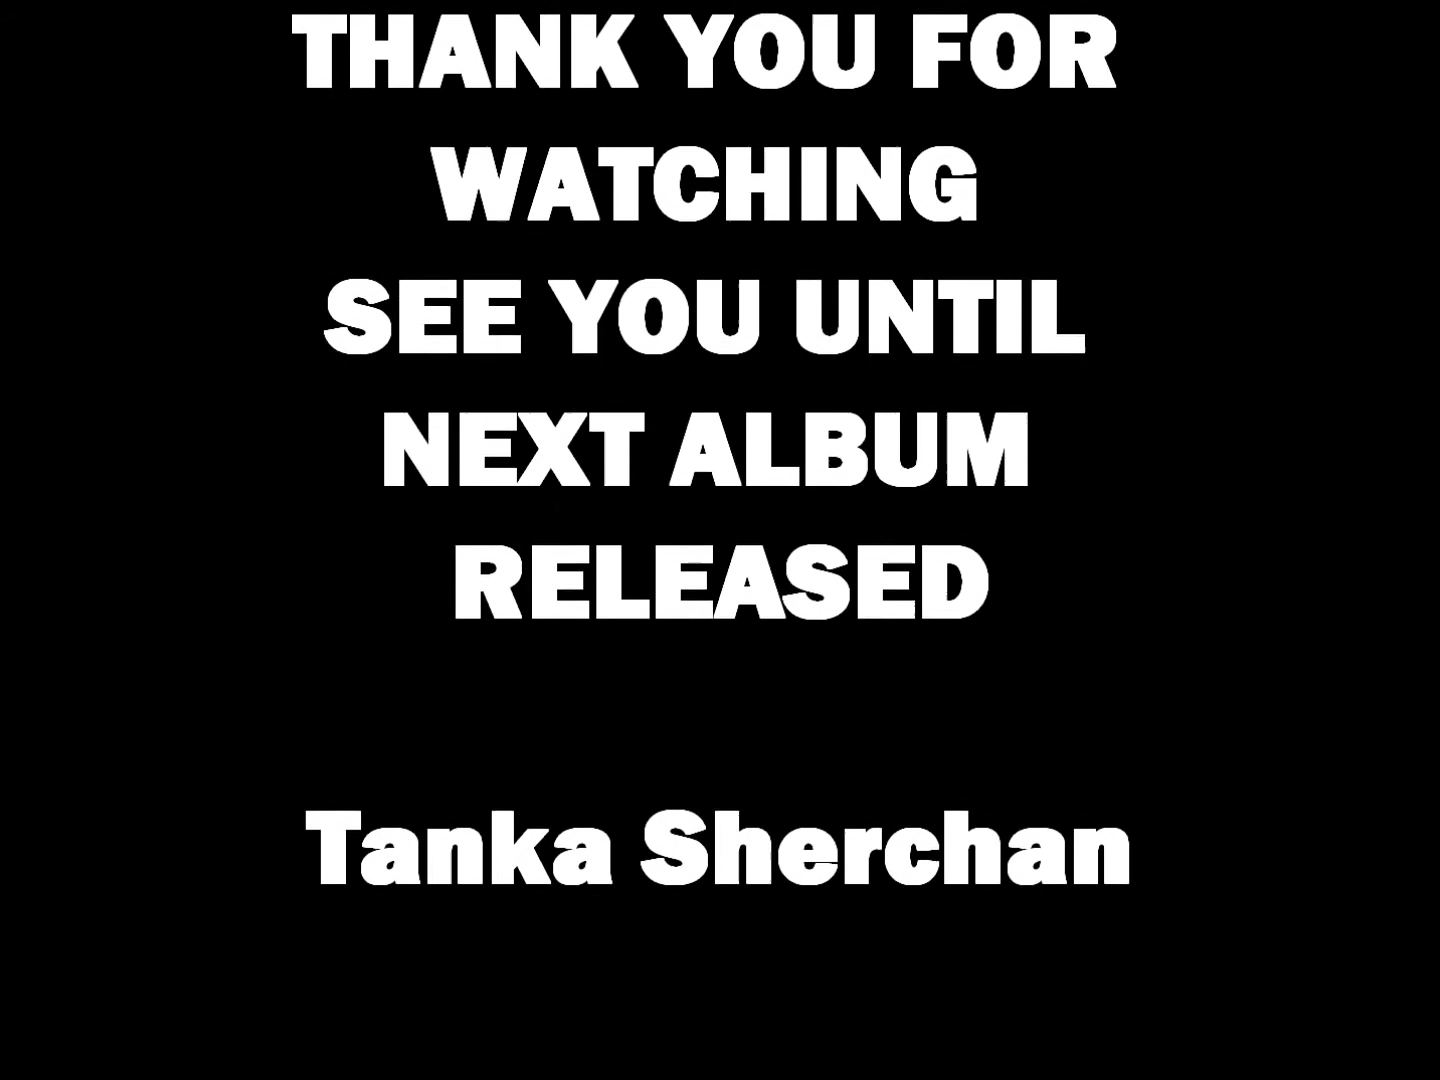 THANK YOU FOR
WATCHING
SEE YOU UNTIL
NEXT ALBUM
RELEASED
Tanka Sherchan